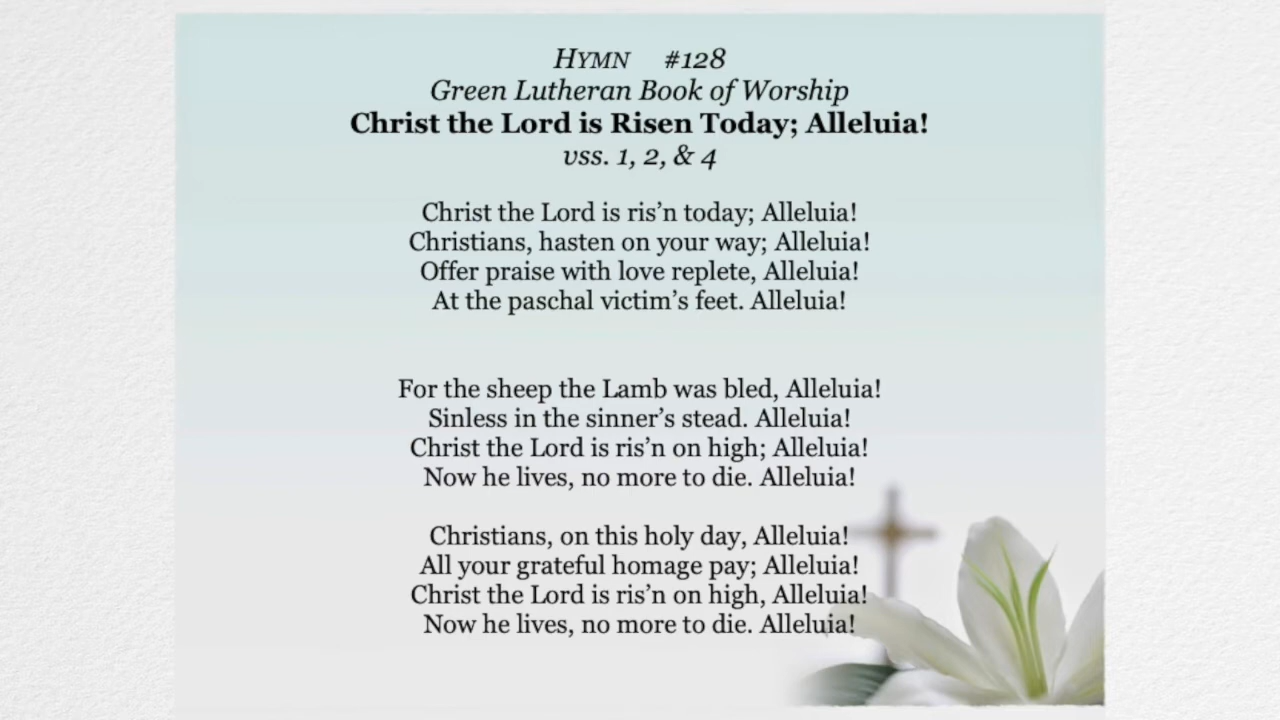 HYMN #128
Green Lutheran Book of Worship
Christ the Lord is Risen Today; Alleluia!
vss. 1, 2, & 4
Christ the Lord is ris’n today; Alleluia!
Christians, hasten on your way; Alleluia!
Offer praise with love replete, Alleluia!
At the paschal victim’s feet. Alleluia!
For the sheep the Lamb was bled, Alleluia!
Sinless in the sinner’s stead. Alleluia!
Christ the Lord is ris’n on high; Alleluia!
Now he lives, no more to die. Alleluia!
Christians, on this holy day, Alleluia!
All your grateful homage pay; Alleluia!
Christ the Lord is ris’n on high, Alleluia!
Now he lives, no more to die. Alleluia!